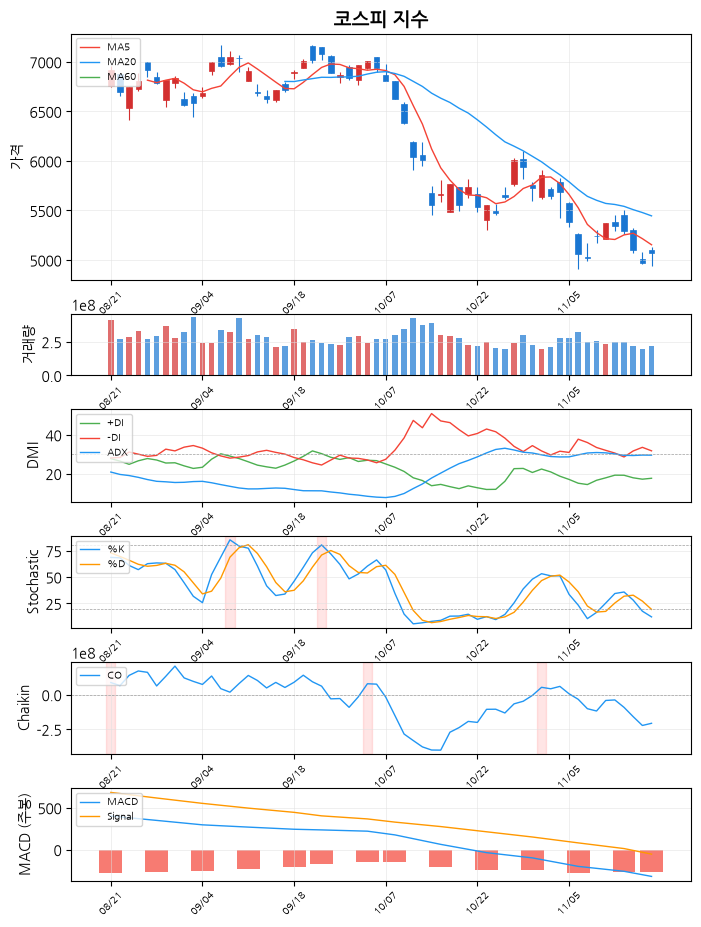 코스피 지수
MA5
MA20
MA60
7000
6500
6000
5500
5000
가격
08/21
09/04
09/18
10/07
10/22
11/05
1e8
2.5
0.0
거래량
08/21
09/04
09/18
10/07
10/22
11/05
+DI
-DI
ADX
40
20
DMI
08/21
09/04
09/18
10/07
10/22
11/05
%K
%D
75
50
25
Stochastic
08/21
09/04
09/18
10/07
10/22
11/05
1e8
CO
0.0
-2.5
Chaikin
08/21
09/04
09/18
10/07
10/22
11/05
MACD
Signal
500
0
MACD (주봉)
08/21
09/04
09/18
10/07
10/22
11/05